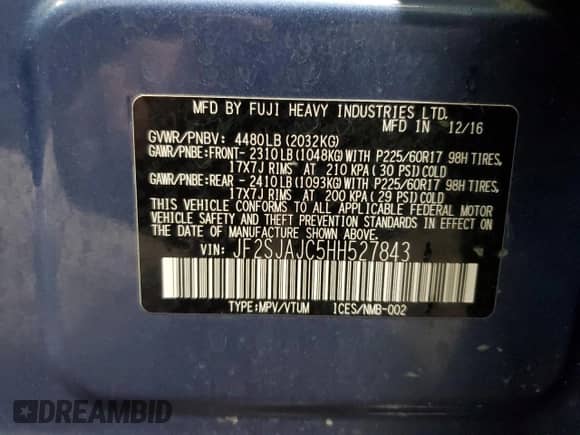 MFD BY FUJI HEAVY INDUSTRIES LTD.
MFD IN 12/16
GVWR/PNBV: 4480LB(2032KG)
GAWR/PNBE:FRONT- 2310LB(1048KG)WITH P225/60R17 98H TIRES,
17X7J RIMS AT 210 KPA(30 PSI)COLD
GAWR/PNBE:REAR - 2410LB(1093KG)WITH P225/60R17 98H TIRES,
17X7J RIMS AT 200 KPA(29 PSI)COLD
THIS VEHICLE CONFORMS TO ALL APPLICABLE FEDERAL MOTOR
VEHICLE SAFETY AND THEFT PREVENTION STANDARDS IN EFFECT
ON THE DATE OF MANUFACTURE SHOWN ABOVE.
VIN: JF2SJAJC5HH527843
TYPE:MPV/VTUM ICES/NMB-002
DREAMBID